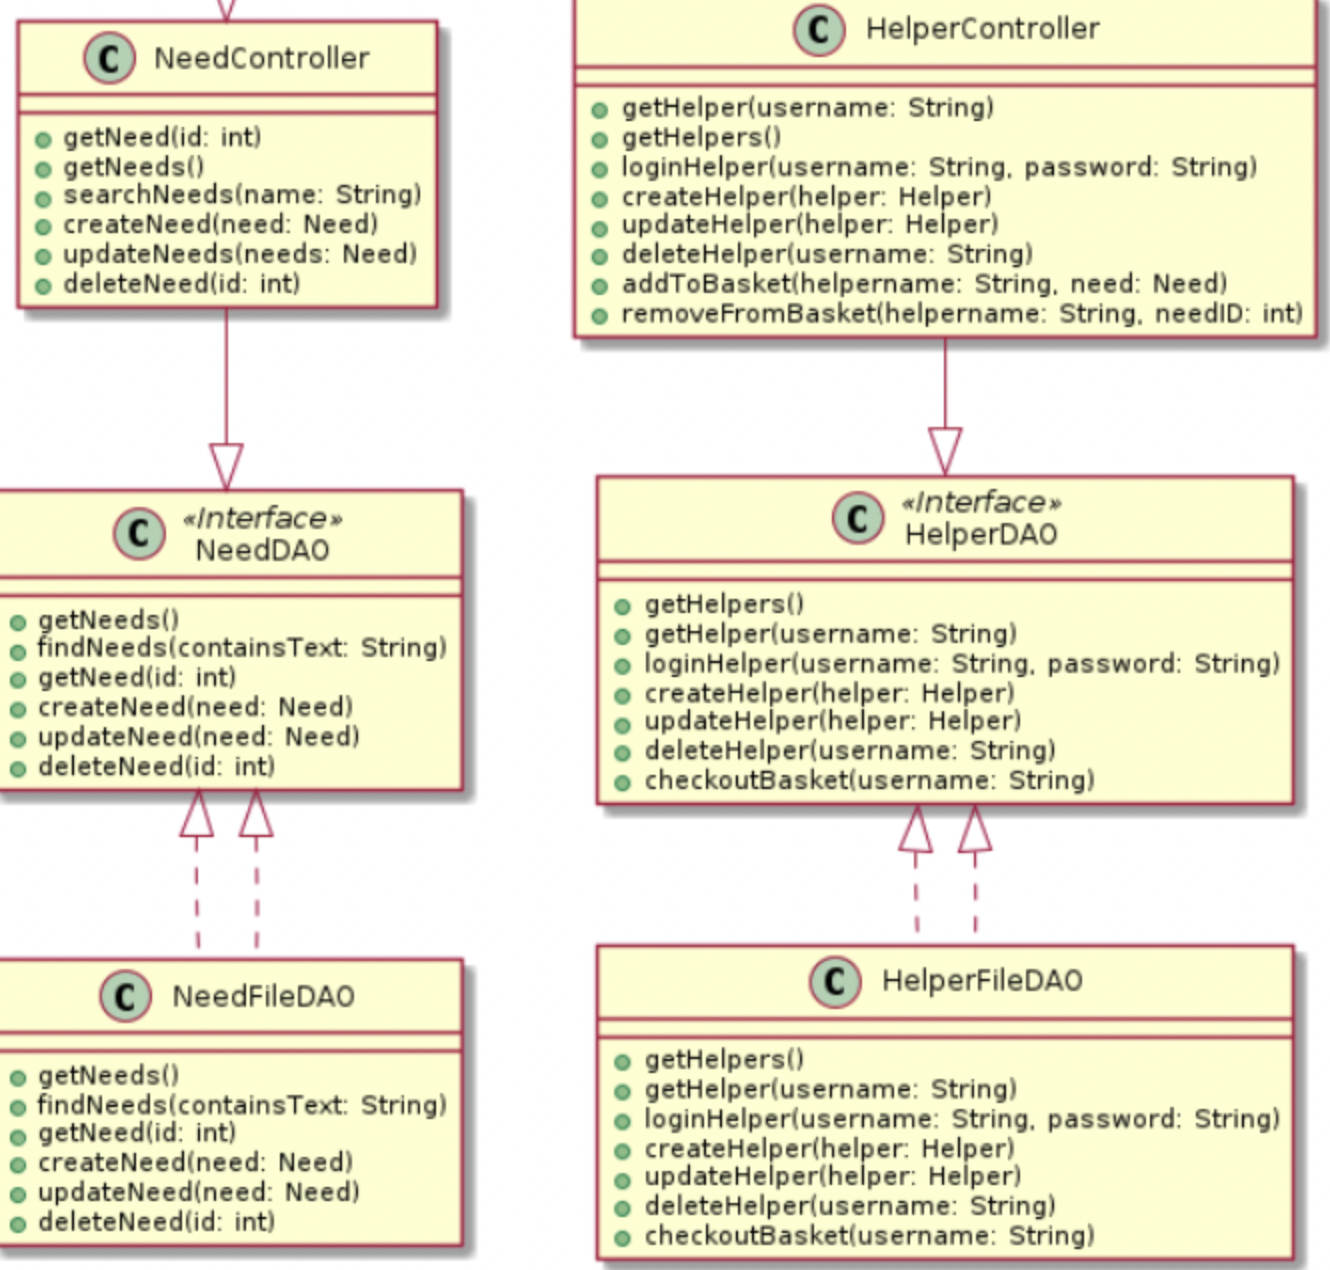 C NeedController
getNeed(id: int)
getNeeds()
searchNeeds(name: String)
createNeed(need: Need)
updateNeeds(needs: Need)
deleteNeed(id: int)
C HelperController
getHelper(username: String)
getHelpers()
loginHelper(username: String, password: String)
createHelper(helper: Helper)
updateHelper(helper: Helper)
deleteHelper(username: String)
addToBasket(helpername: String, need: Need)
removeFromBasket(helpername: String, needID: int)
C «Interface»
NeedDAO
getNeeds()
findNeeds(containsText: String)
getNeed(id: int)
createNeed(need: Need)
updateNeed(need: Need)
deleteNeed(id: int)
C «Interface»
HelperDAO
getHelpers()
getHelper(username: String)
loginHelper(username: String, password: String)
createHelper(helper: Helper)
updateHelper(helper: Helper)
deleteHelper(username: String)
checkoutBasket(username: String)
C NeedFileDAO
getNeeds()
findNeeds(containsText: String)
getNeed(id: int)
createNeed(need: Need)
updateNeed(need: Need)
deleteNeed(id: int)
C HelperFileDAO
getHelpers()
getHelper(username: String)
loginHelper(username: String, password: String)
createHelper(helper: Helper)
updateHelper(helper: Helper)
deleteHelper(username: String)
checkoutBasket(username: String)